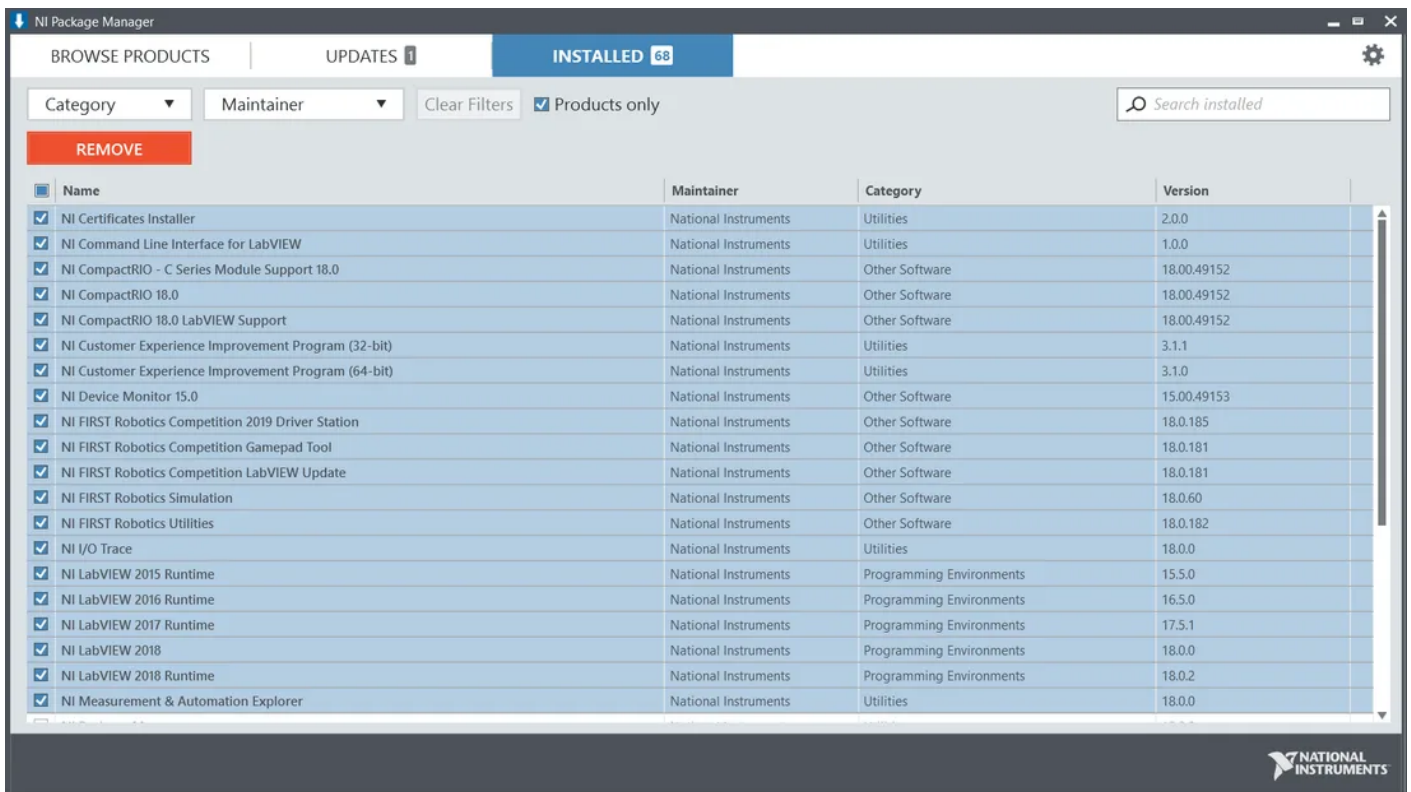 NI Package Manager
BROWSE PRODUCTS UPDATES 1 INSTALLED 68
Category Maintainer Clear Filters Products only Search installed
REMOVE
Name Maintainer Category Version
NI Certificates Installer National Instruments Utilities 2.0.0
NI Command Line Interface for LabVIEW National Instruments Utilities 1.0.0
NI CompactRIO - C Series Module Support 18.0 National Instruments Other Software 18.00.49152
NI CompactRIO 18.0 National Instruments Other Software 18.00.49152
NI CompactRIO 18.0 LabVIEW Support National Instruments Other Software 18.00.49152
NI Customer Experience Improvement Program (32-bit) National Instruments Utilities 3.1.1
NI Customer Experience Improvement Program (64-bit) National Instruments Utilities 3.1.0
NI Device Monitor 15.0 National Instruments Other Software 15.00.49153
NI FIRST Robotics Competition 2019 Driver Station National Instruments Other Software 18.0.185
NI FIRST Robotics Competition Gamepad Tool National Instruments Other Software 18.0.181
NI FIRST Robotics Competition LabVIEW Update National Instruments Other Software 18.0.181
NI FIRST Robotics Simulation National Instruments Other Software 18.0.60
NI FIRST Robotics Utilities National Instruments Other Software 18.0.182
NI I/O Trace National Instruments Utilities 18.0.0
NI LabVIEW 2015 Runtime National Instruments Programming Environments 15.5.0
NI LabVIEW 2016 Runtime National Instruments Programming Environments 16.5.0
NI LabVIEW 2017 Runtime National Instruments Programming Environments 17.5.1
NI LabVIEW 2018 National Instruments Programming Environments 18.0.0
NI LabVIEW 2018 Runtime National Instruments Programming Environments 18.0.2
NI Measurement & Automation Explorer National Instruments Utilities 18.0.0
NATIONAL
INSTRUMENTS